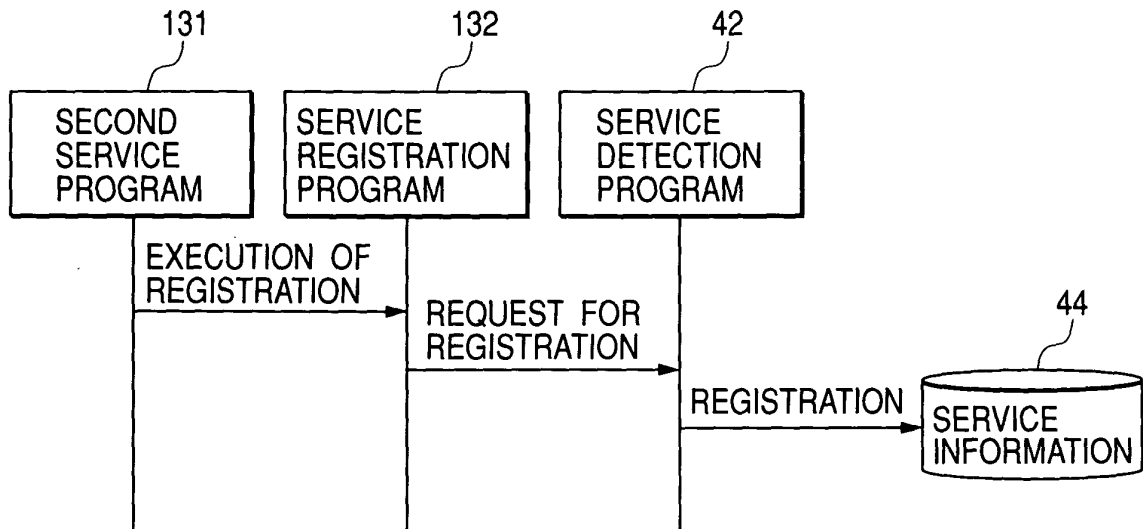 131
132
42
SECOND
SERVICE
PROGRAM
SERVICE
REGISTRATION
PROGRAM
SERVICE
DETECTION
PROGRAM
EXECUTION OF
REGISTRATION
REQUEST FOR
REGISTRATION
44
REGISTRATION
SERVICE
INFORMATION